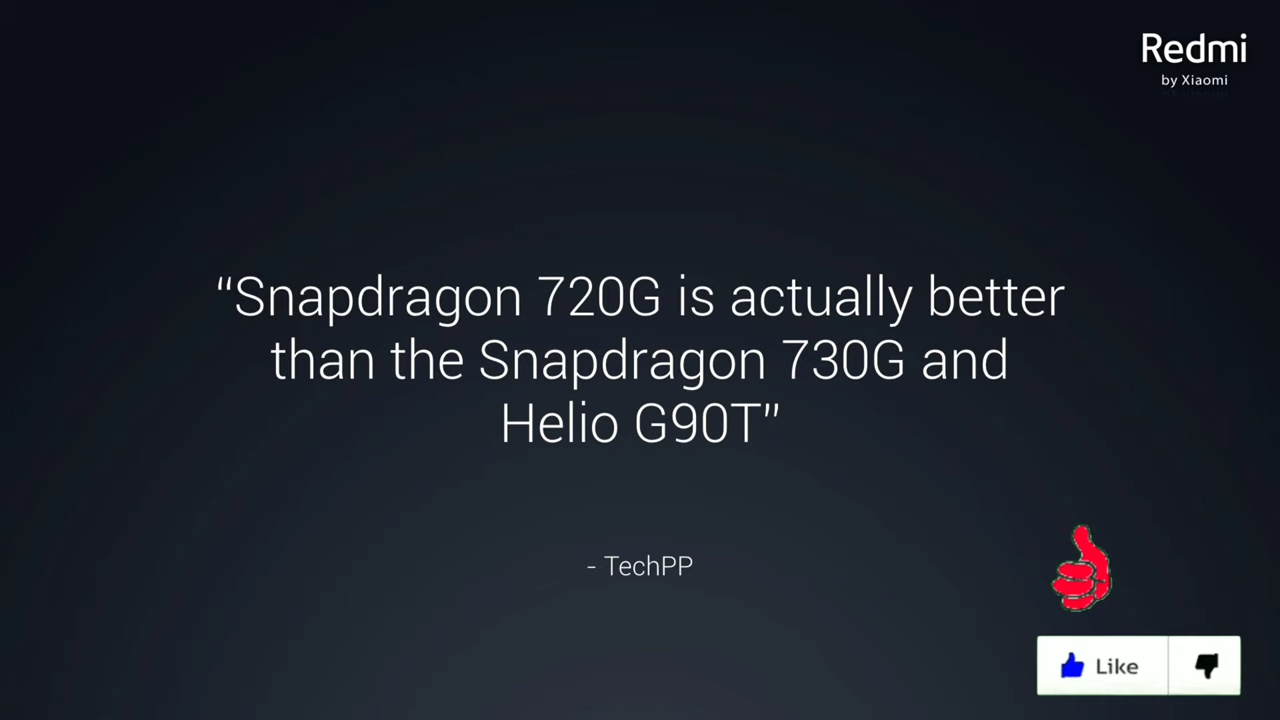 Redmi
by Xiaomi
“Snapdragon 720G is actually better
than the Snapdragon 730G and
Helio G90T”
- TechPP
Like